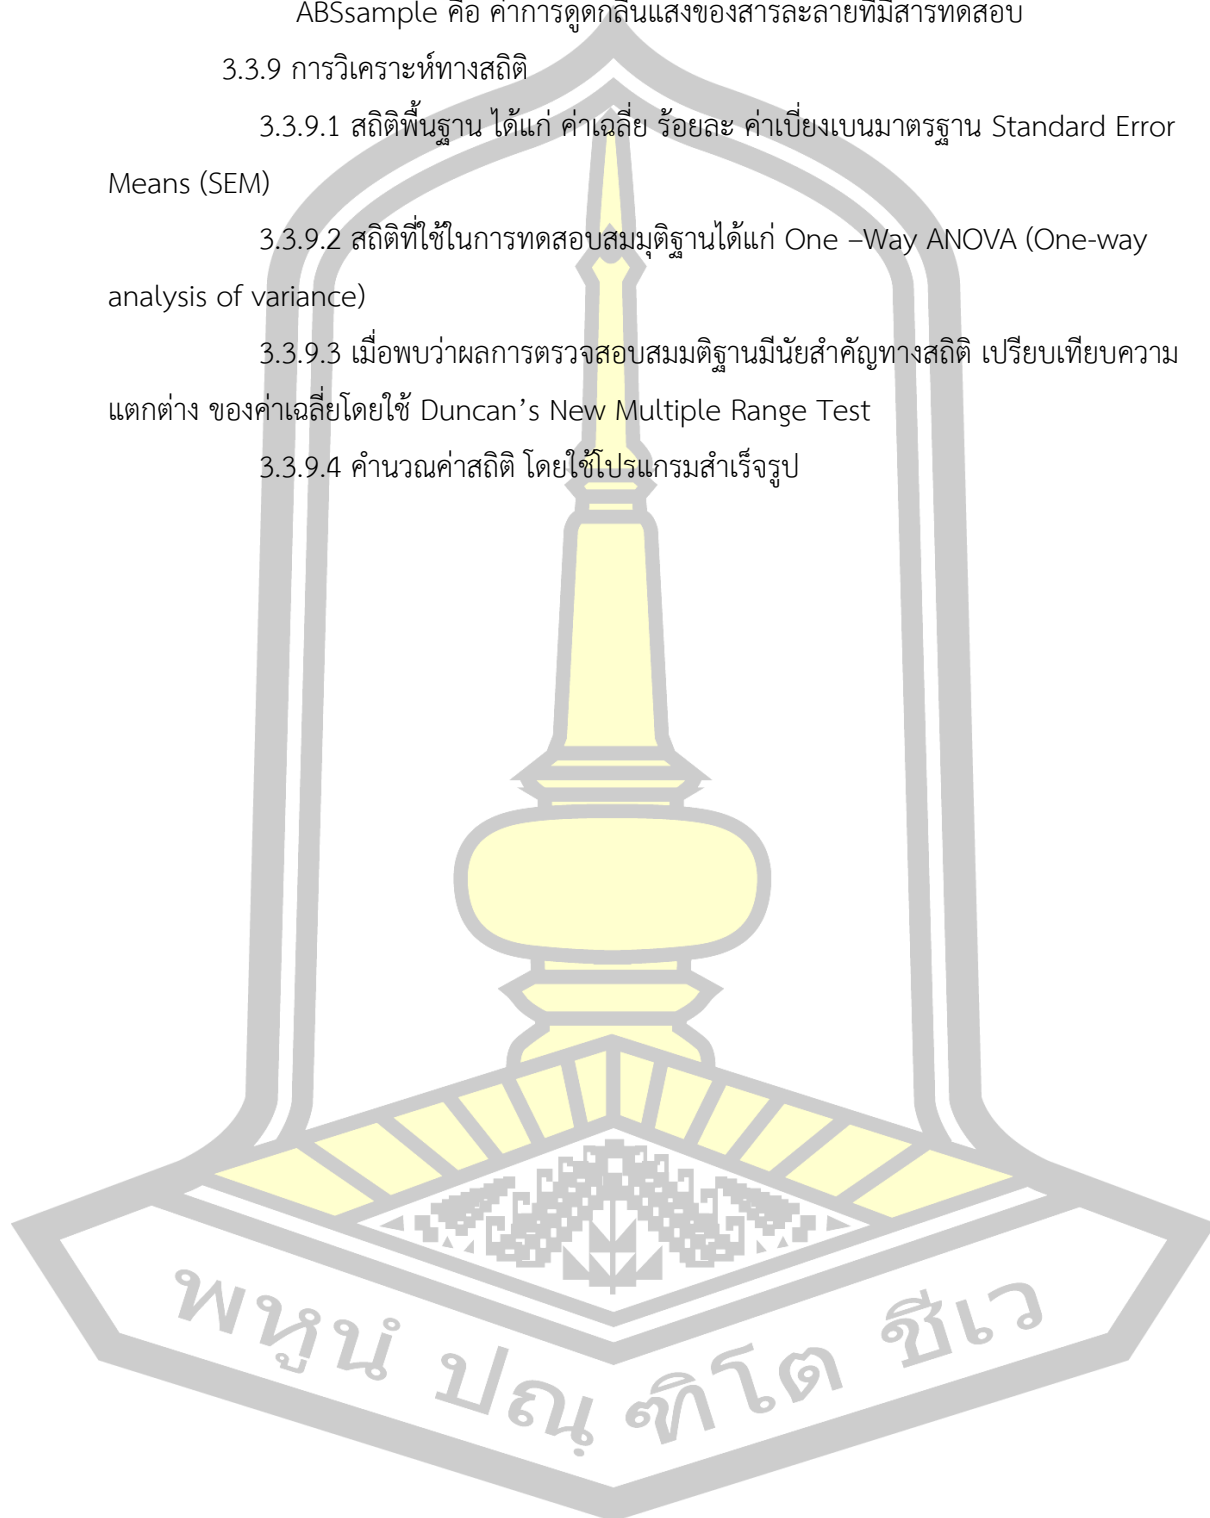 ABSsample คือ ค่าการดูดกลืนแสงของสารละลายที่มีสารทดสอบ
3.3.9 การวิเคราะห์ทางสถิติ
3.3.9.1 สถิติพื้นฐาน ได้แก่ ค่าเฉลี่ย ร้อยละ ค่าเบี่ยงเบนมาตรฐาน Standard Error
Means (SEM)
3.3.9.2 สถิติที่ใช้ในการทดสอบสมมุติฐานได้แก่ One –Way ANOVA (One-way
analysis of variance)
3.3.9.3 เมื่อพบว่าผลการตรวจสอบสมมติฐานมีนัยสำคัญทางสถิติ เปรียบเทียบความ
แตกต่าง ของค่าเฉลี่ยโดยใช้ Duncan’s New Multiple Range Test
3.3.9.4 คำนวณค่าสถิติ โดยใช้โปรแกรมสำเร็จรูป
พหูนํ ปณฺฑิโต ชีเว